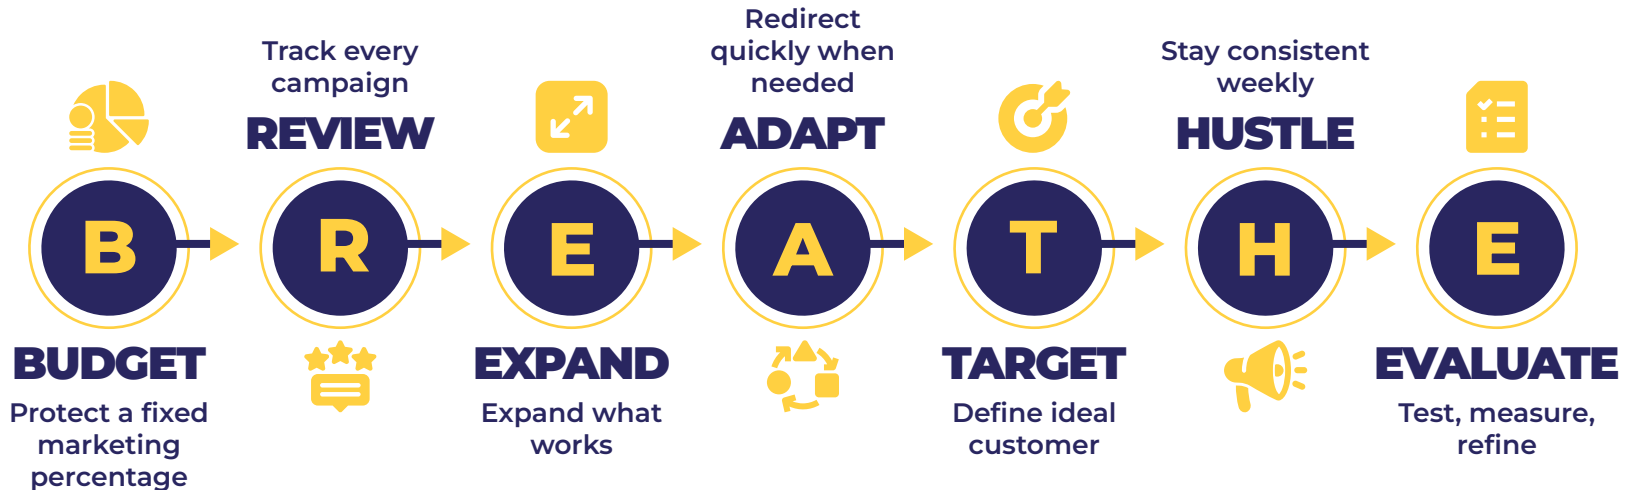 B
BUDGET
Protect a fixed
marketing
percentage
Track every
campaign
REVIEW
R
E
EXPAND
Expand what
works
Redirect
quickly when
needed
ADAPT
A
T
TARGET
Define ideal
customer
Stay consistent
weekly
HUSTLE
H
E
EVALUATE
Test, measure,
refine